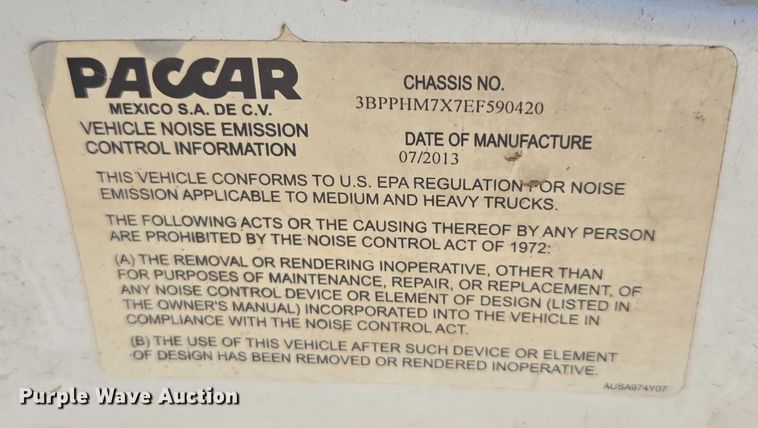 PACCAR
MEXICO S.A. DE C.V.
VEHICLE NOISE EMISSION
CONTROL INFORMATION
CHASSIS NO.
3BPPHM7X7EF590420
DATE OF MANUFACTURE
07/2013
THIS VEHICLE CONFORMS TO U.S. EPA REGULATION FOR NOISE
EMISSION APPLICABLE TO MEDIUM AND HEAVY TRUCKS.
THE FOLLOWING ACTS OR THE CAUSING THEREOF BY ANY PERSON
ARE PROHIBITED BY THE NOISE CONTROL ACT OF 1972:
(A) THE REMOVAL OR RENDERING INOPERATIVE, OTHER THAN
FOR PURPOSES OF MAINTENANCE, REPAIR, OR REPLACEMENT, OF
ANY NOISE CONTROL DEVICE OR ELEMENT OF DESIGN (LISTED IN
THE OWNER'S MANUAL) INCORPORATED INTO THE VEHICLE IN
COMPLIANCE WITH THE NOISE CONTROL ACT.
(B) THE USE OF THIS VEHICLE AFTER SUCH DEVICE OR ELEMENT
OF DESIGN HAS BEEN REMOVED OR RENDERED INOPERATIVE.
AUSA974Y07
Purple Wave Auction